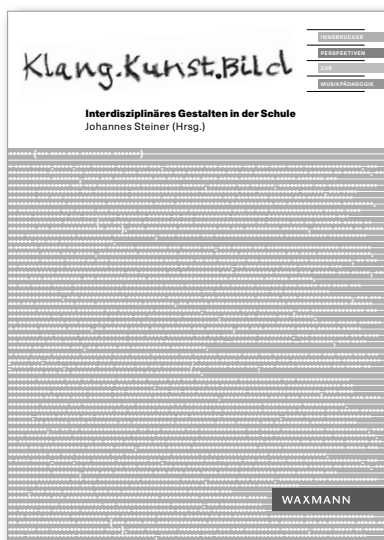 Klang.Kunst.Bild
INNSBRUCKER
PERSPEKTIVEN
ZUR
MUSIKPÄDAGOGIK
Interdisziplinäres Gestalten in der Schule
Johannes Steiner (Hrsg.)
WAXMANN